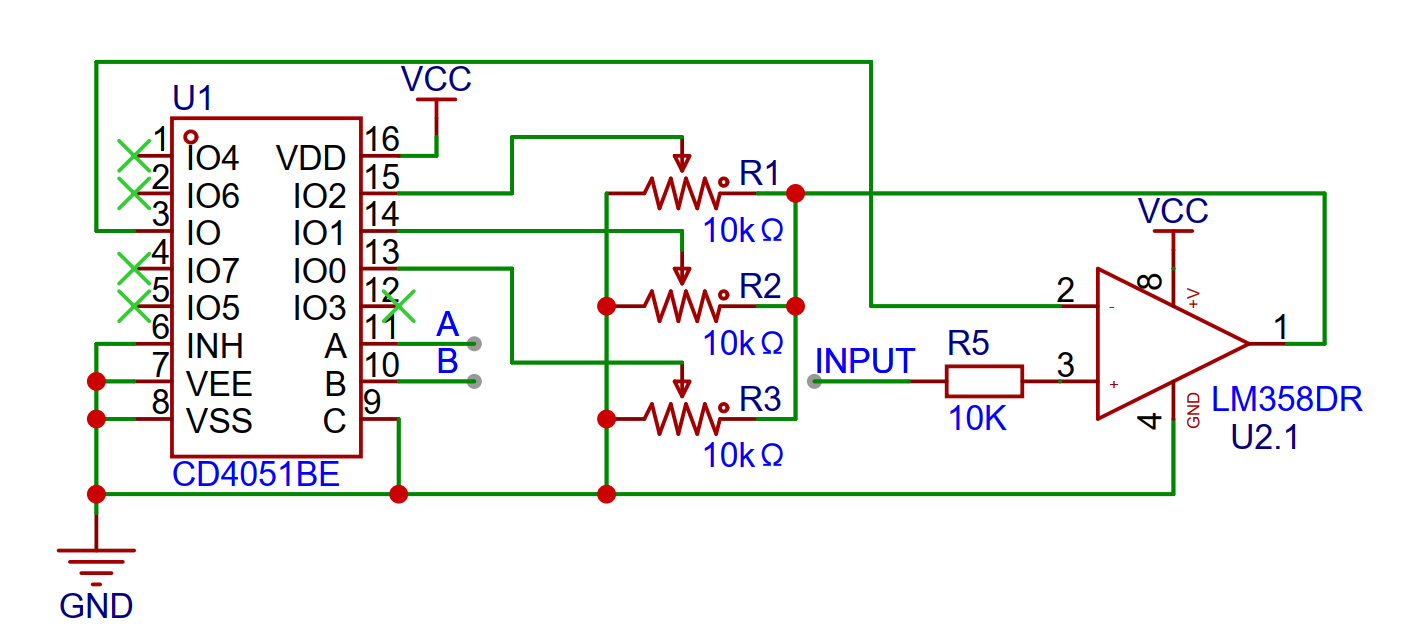 VCC
U1
1 IO4 VDD 16
2 IO6 IO2 15
3 IO IO1 14
4 IO7 IO0 13
5 IO5 IO3 12
6 INH A 11 A
7 VEE B 10 B
8 VSS C 9
CD4051BE
GND
R1
10kΩ
R2
10kΩ
R3
10kΩ
INPUT
R5
10K
VCC
8 +V
2 -
1
3 +
4 GND
LM358DR
U2.1